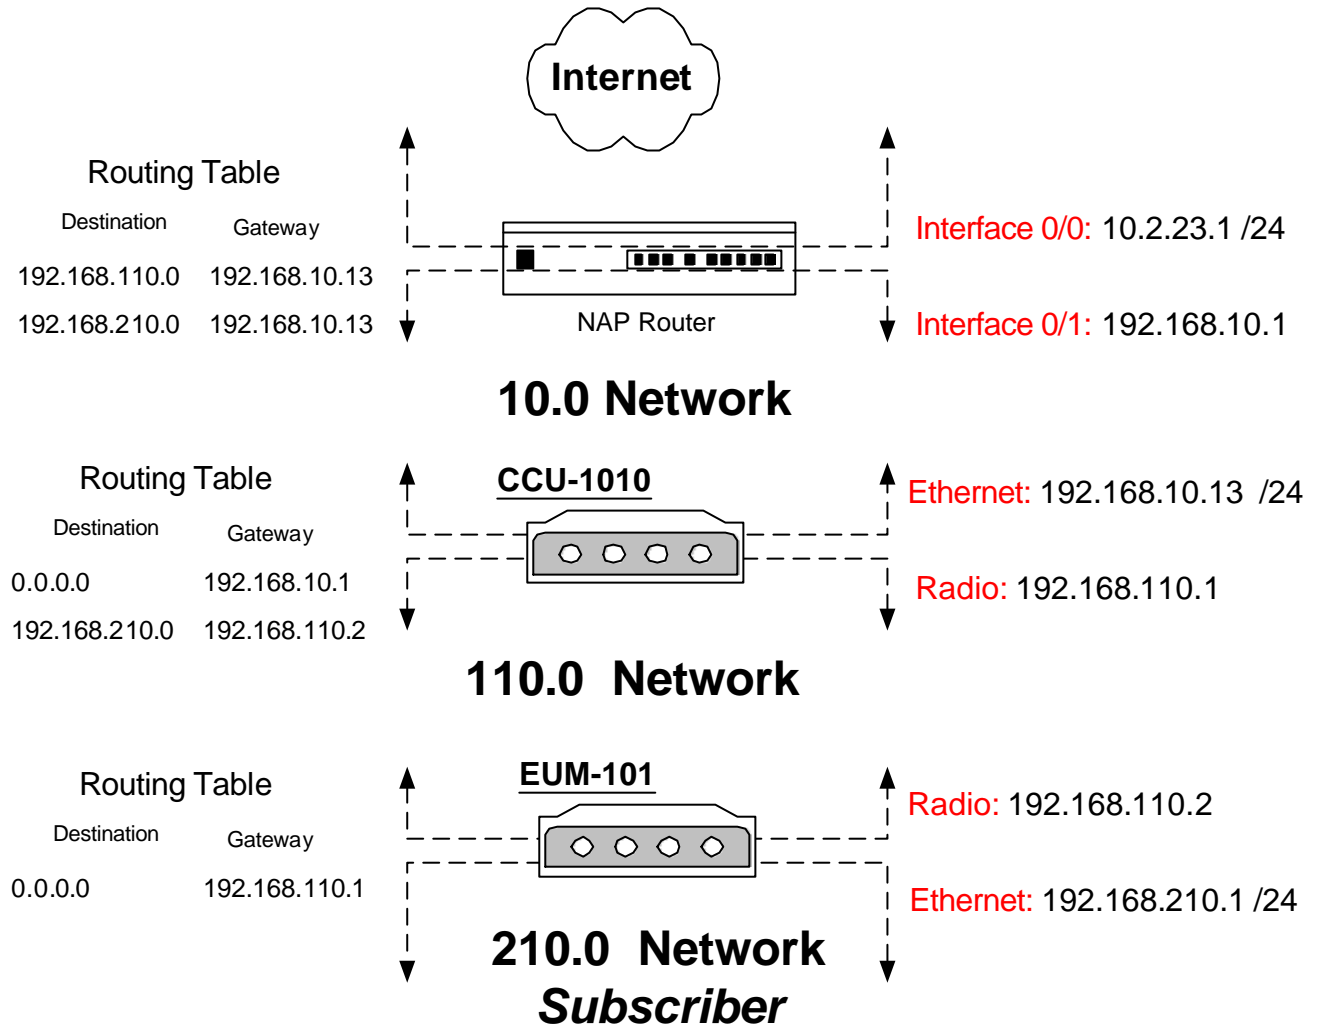 Internet
Routing Table
Destination Gateway
192.168.110.0 192.168.10.13
192.168.210.0 192.168.10.13
NAP Router
Interface 0/0: 10.2.23.1 /24
Interface 0/1: 192.168.10.1
10.0 Network
Routing Table
Destination Gateway
0.0.0.0 192.168.10.1
192.168.210.0 192.168.110.2
CCU-1010
Ethernet: 192.168.10.13 /24
Radio: 192.168.110.1
110.0 Network
Routing Table
Destination Gateway
0.0.0.0 192.168.110.1
EUM-101
Radio: 192.168.110.2
Ethernet: 192.168.210.1 /24
210.0 Network
Subscriber